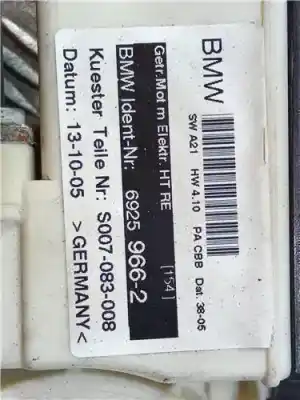 BMW
SW A21 HW 4.10 PA CBB Dat. 38-05
Getr.Mot m Elektr. HT RE [154]
BMW Ident-Nr: 6925 966-2
Kuester Teile Nr: S007-083-008
Datum: 13-10-05 >GERMANY<